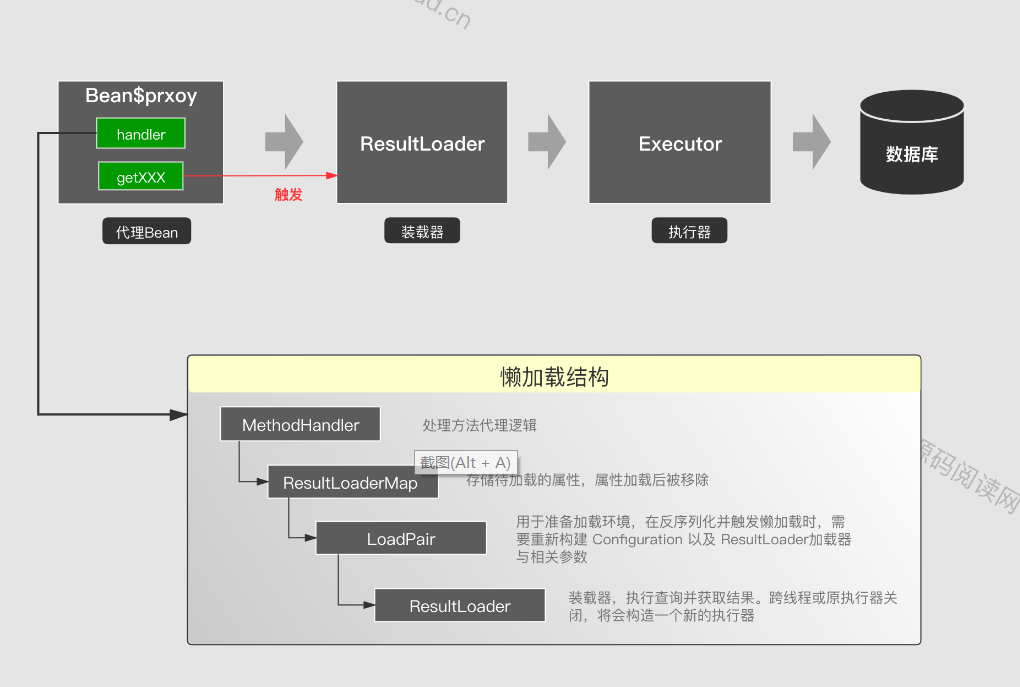 ad.cn
Bean$prxoy
handler
getXXX
触发
ResultLoader
Executor
数据库
代理Bean
装载器
执行器
懒加载结构
MethodHandler
处理方法代理逻辑
截图(Alt + A)
ResultLoaderMap
存储待加载的属性，属性加载后被移除
LoadPair
用于准备加载环境，在反序列化并触发懒加载时，需
要重新构建 Configuration 以及 ResultLoader加载器
与相关参数
ResultLoader
装载器，执行查询并获取结果。跨线程或原执行器关
闭，将会构造一个新的执行器
源码阅读网